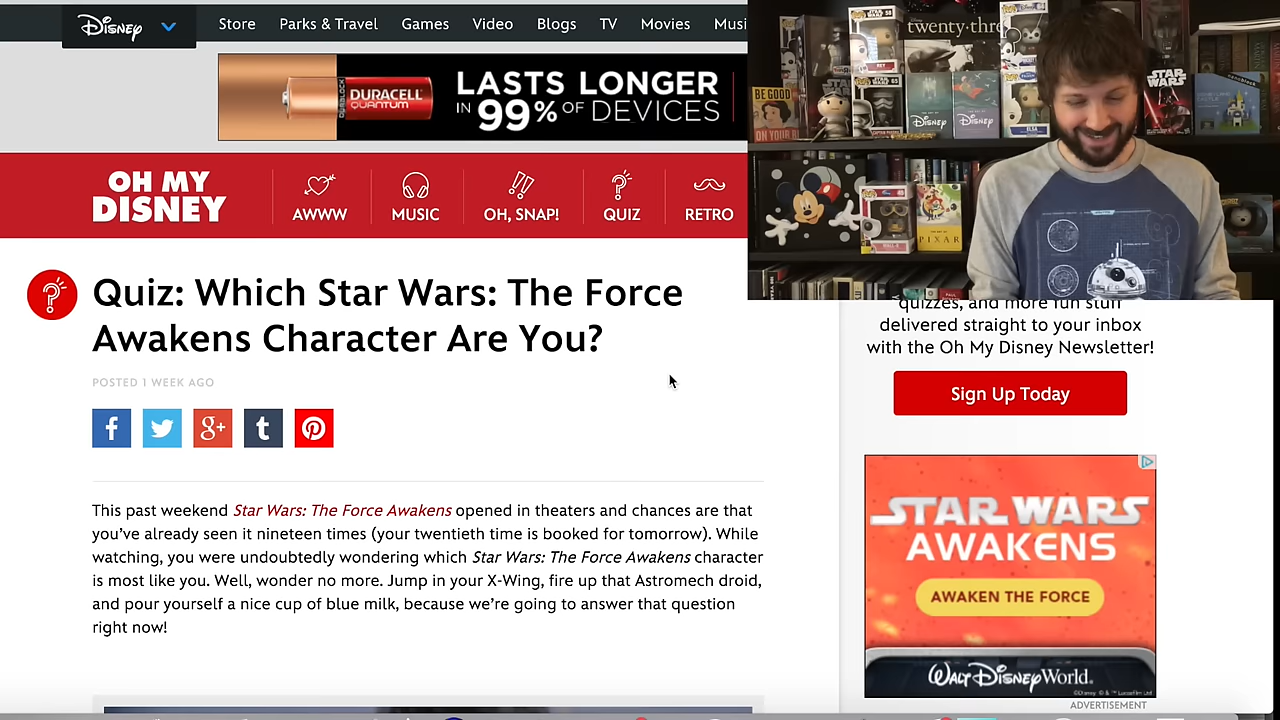 Disney
Store
Parks & Travel
Games
Video
Blogs
TV
Movies
Musi
DURACELL
QUANTUM
LASTS LONGER
IN 99% OF DEVICES
OH MY
DISNEY
AWWW
MUSIC
OH, SNAP!
QUIZ
RETRO
STAR WARS
twenty-thre
BE GOOD
ON YOUR
Disney
Disney
ELSA
STAR WARS
PIXAR
Quiz: Which Star Wars: The Force
Awakens Character Are You?
POSTED 1 WEEK AGO
f
g+
t
This past weekend Star Wars: The Force Awakens opened in theaters and chances are that
you've already seen it nineteen times (your twentieth time is booked for tomorrow). While
watching, you were undoubtedly wondering which Star Wars: The Force Awakens character
is most like you. Well, wonder no more. Jump in your X-Wing, fire up that Astromech droid,
and pour yourself a nice cup of blue milk, because we're going to answer that question
right now!
quizzes, and more fun stuff
delivered straight to your inbox
with the Oh My Disney Newsletter!
Sign Up Today
STAR WARS
AWAKENS
AWAKEN THE FORCE
Walt Disney World.
ADVERTISEMENT